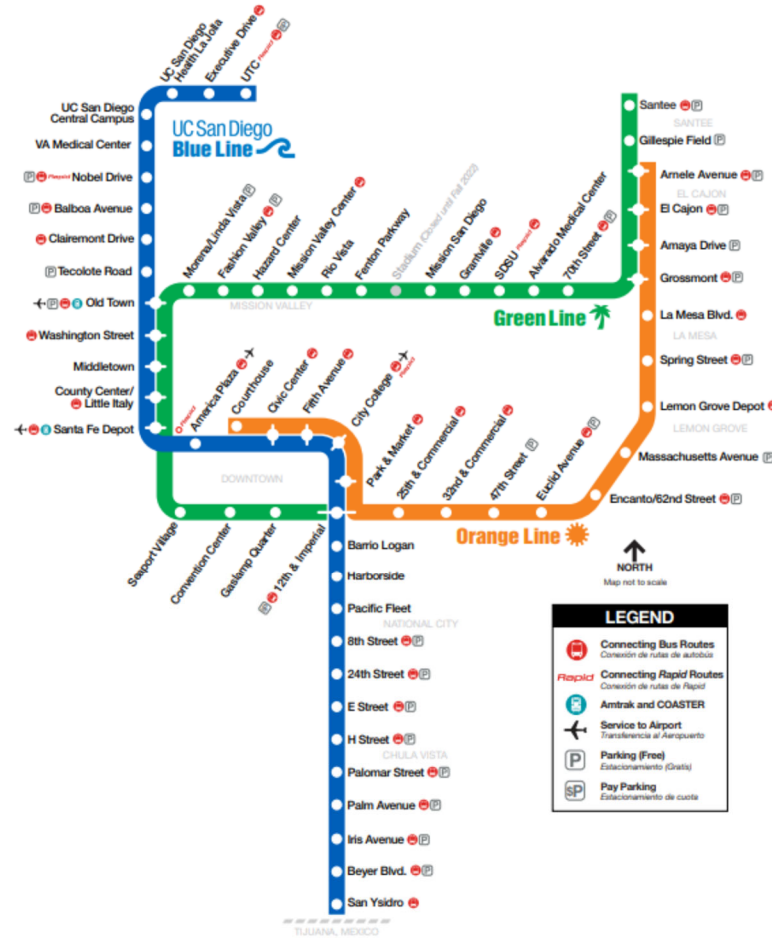 UC San Diego
Health La Jolla
Executive Drive
UTC Rapid
UC San Diego
Central Campus
VA Medical Center
P Rapid Nobel Drive
P Balboa Avenue
Clairemont Drive
P Tecolote Road
P Old Town
Washington Street
Middletown
County Center/
Little Italy
Santa Fe Depot
UC San Diego
Blue Line
Morena/Linda Vista P
Fashion Valley P
Hazard Center
Mission Valley Center
Rio Vista
Fenton Parkway
Stadium (Closed until Fall 2022)
Mission San Diego
Grantville
SDSU Rapid
Alvarado Medical Center
70th Street P
MISSION VALLEY
Green Line
Santee P
SANTEE
Gillespie Field P
Arnele Avenue P
EL CAJON
El Cajon P
Amaya Drive P
Grossmont P
La Mesa Blvd.
LA MESA
Spring Street P
Lemon Grove Depot
LEMON GROVE
Massachusetts Avenue P
Encanto/62nd Street P
Rapid
America Plaza
Courthouse
Civic Center
Fifth Avenue
City College Rapid
Park & Market
25th & Commercial
32nd & Commercial
47th Street P
Euclid Avenue P
DOWNTOWN
Orange Line
Seaport Village
Convention Center
Gaslamp Quarter
$P 12th & Imperial
Barrio Logan
Harborside
Pacific Fleet
NATIONAL CITY
8th Street P
24th Street P
E Street P
H Street P
CHULA VISTA
Palomar Street P
Palm Avenue P
Iris Avenue P
Beyer Blvd. P
San Ysidro
TIJUANA, MEXICO
NORTH
Map not to scale
LEGEND
Connecting Bus Routes
Conexión de rutas de autobús
Rapid Connecting Rapid Routes
Conexión de rutas de Rapid
Amtrak and COASTER
Service to Airport
Transferencia al Aeropuerto
P Parking (Free)
Estacionamiento (Gratis)
$P Pay Parking
Estacionamiento de cuota